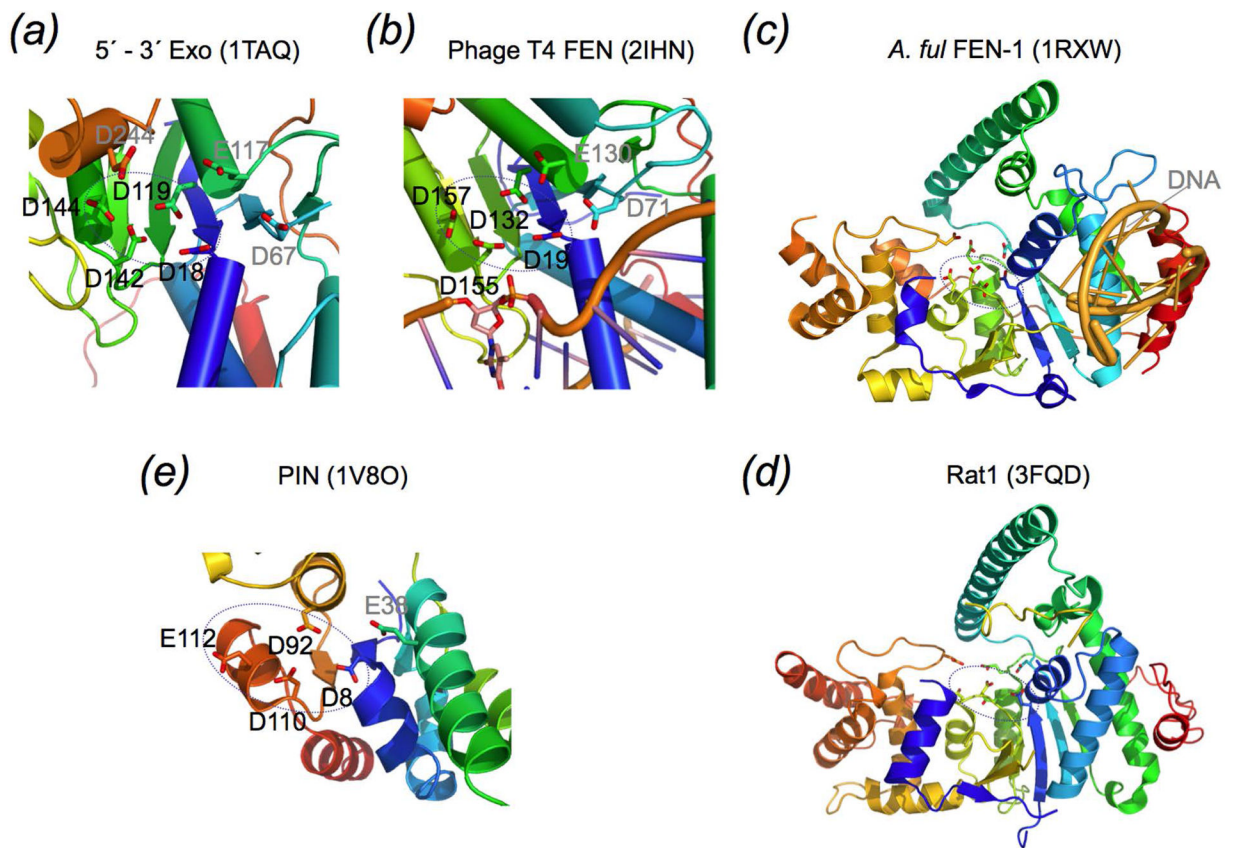 (a)
5´ - 3´ Exo (1TAQ)
D244
E117
D119
D144
D142
D18
D67
(b)
Phage T4 FEN (2IHN)
E130
D157
D132
D71
D19
D155
(c)
A. ful FEN-1 (1RXW)
DNA
(e)
PIN (1V8O)
E38
E112
D92
D8
D110
(d)
Rat1 (3FQD)